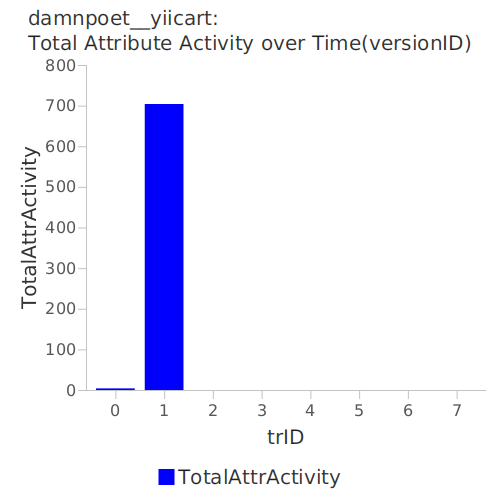 damnpoet__yiicart:
Total Attribute Activity over Time(versionID)
TotalAttrActivity
800
700
600
500
400
300
200
100
0
0 1 2 3 4 5 6 7
trID
TotalAttrActivity